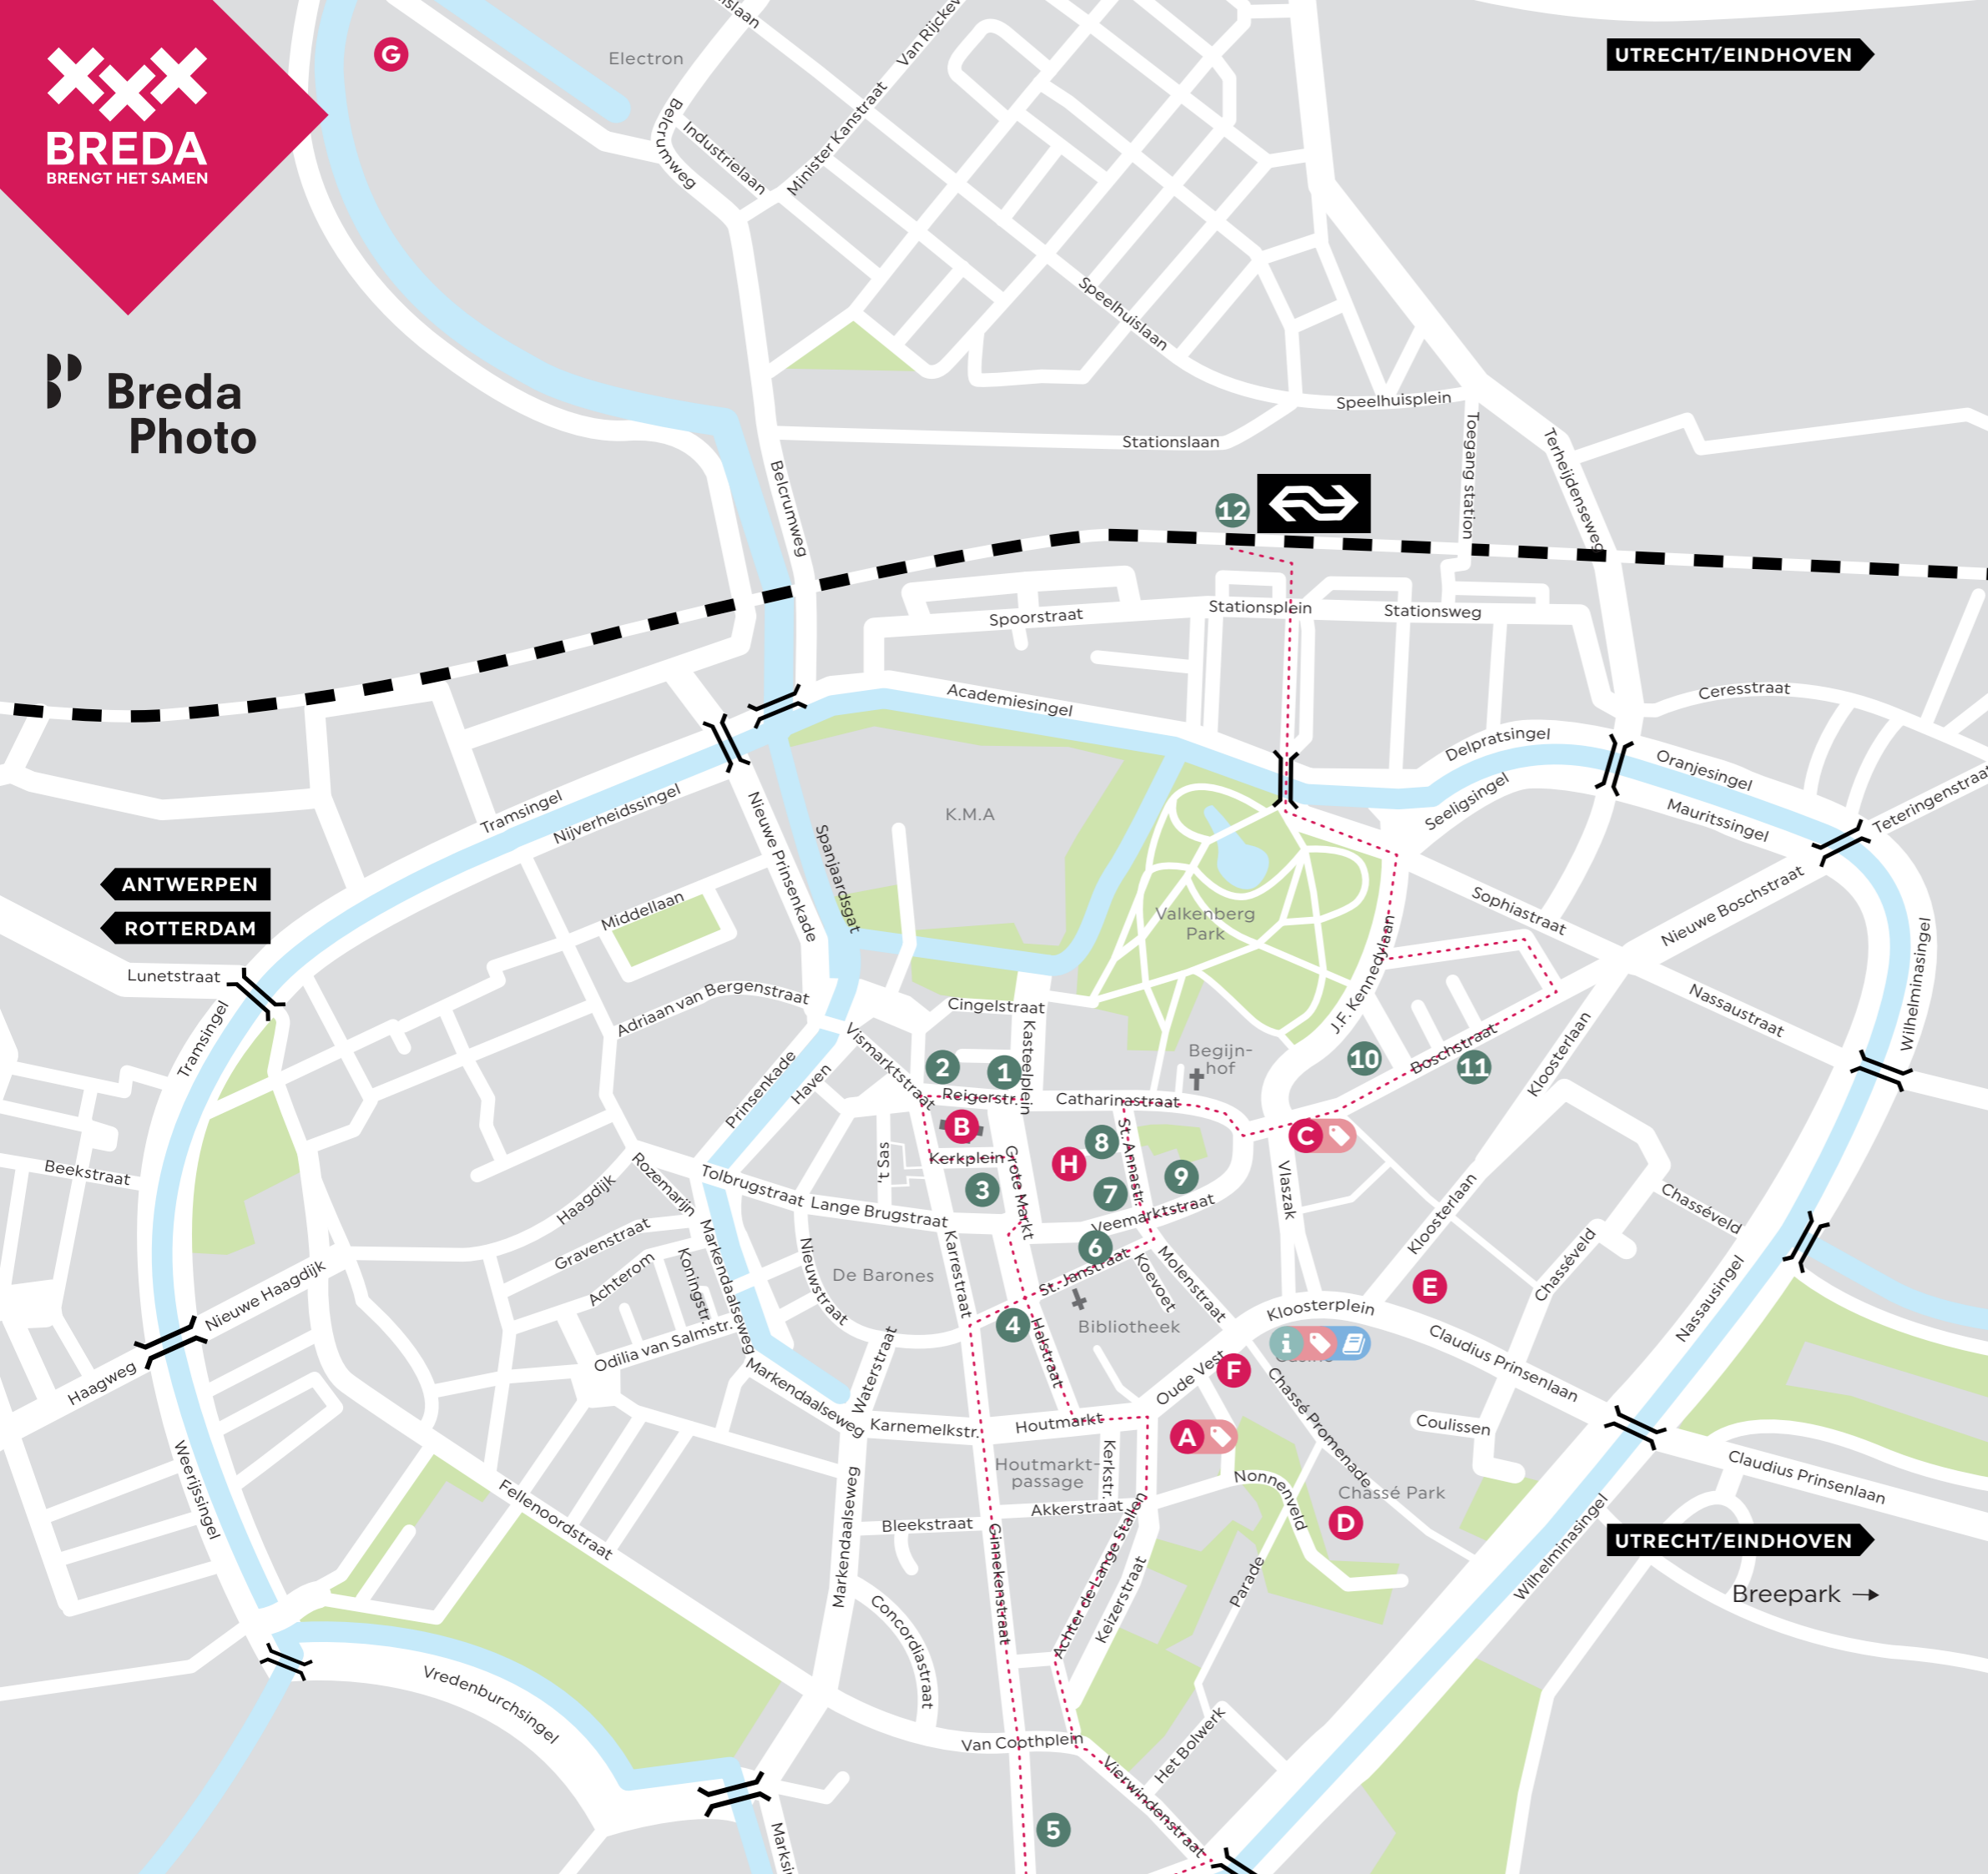 BREDA
BRENGT HET SAMEN
Breda
Photo
G
Electron
Belcrumweg
Industrielaan
Minister Kanstraat
UTRECHT/EINDHOVEN
Speelhuislaan
Speelhuisplein
Stationslaan
Toegang station
Terheijdenseweg
Belcrumweg
12
Spoorstraat
Stationsplein
Stationsweg
Academiesingel
Ceresstraat
Delpratsingel
Seeligsingel
Oranjesingel
Mauritssingel
Teteringenstraat
Tramsingel
Nijverheidssingel
Nieuwe Prinsenkade
Spanjaardsgat
K.M.A
Valkenberg
Park
ANTWERPEN
ROTTERDAM
Middellaan
Sophiastraat
Nieuwe Boschstraat
Lunetstraat
Tramsingel
Adriaan van Bergenstraat
Cingelstraat
Kasteelplein
J.F. Kennedylaan
Nassaustraat
Wilhelminasingel
Vismarktstraat
Prinsenkade
Haven
2
1
Reigerstr.
Begijn-
hof
10
Boschstraat
11
Kloosterlaan
Catharinastraat
B
Kerkplein
't Sas
C
8
H
St. Annastr.
9
7
3
Grote Markt
Veemarktstraat
Vlaszak
Kloosterlaan
Beekstraat
Rozemarijn
Tolbrugstraat
Lange Brugstraat
Haagdijk
Gravenstraat
Achterom
Koningstr.
Markendaalseweg
Nieuwstraat
De Barones
Karrestraat
6
St. Janstraat
Koevoet
Molenstraat
Chasséveld
Chasséveld
E
Nassausingel
Nieuwe Haagdijk
Haagweg
Odilia van Salmstr.
4
Halstraat
Bibliotheek
Kloosterplein
i
Claudius Prinsenlaan
Markendaalseweg
Waterstraat
Oude Vest
F
Chassé Promenade
Karnemelkstr.
Houtmarkt
A
Coulissen
Houtmarkt-
passage
Kerkstr.
Nonnenveld
Chassé Park
Claudius Prinsenlaan
Weerijssingel
Fellenoordstraat
Markendaalseweg
Akkerstraat
Bleekstraat
D
Wilhelminasingel
UTRECHT/EINDHOVEN
Breepark
Ginnekenstraat
Achter de Lange Stallen
Keizerstraat
Parade
Concordiastraat
Vredenburchsingel
Van Coothplein
Het Bolwerk
Vierwindenstraat
5